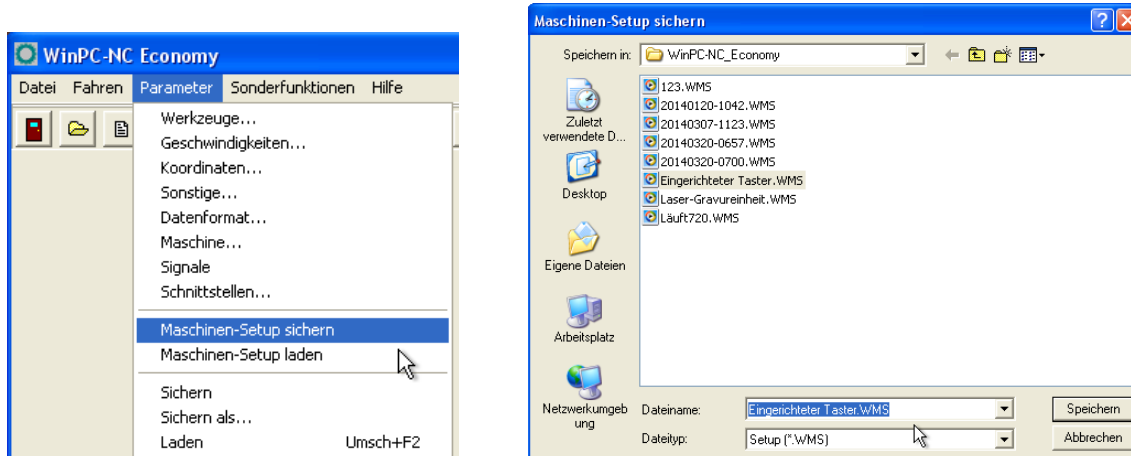 WinPC-NC Economy
Datei Fahren Parameter Sonderfunktionen Hilfe
Werkzeuge...
Geschwindigkeiten...
Koordinaten...
Sonstige...
Datenformat...
Maschine...
Signale
Schnittstellen...
Maschinen-Setup sichern
Maschinen-Setup laden
Sichern
Sichern als...
Laden Umsch+F2
Maschinen-Setup sichern
Speichern in: WinPC-NC_Economy
Zuletzt
verwendete D...
Desktop
Eigene Dateien
Arbeitsplatz
Netzwerkumgeb
ung
123.WMS
20140120-1042.WMS
20140307-1123.WMS
20140320-0657.WMS
20140320-0700.WMS
Eingerichteter Taster.WMS
Laser-Gravureinheit.WMS
Läuft720.WMS
Dateiname: Eingerichteter Taster.WMS Speichern
Dateityp: Setup (*.WMS) Abbrechen